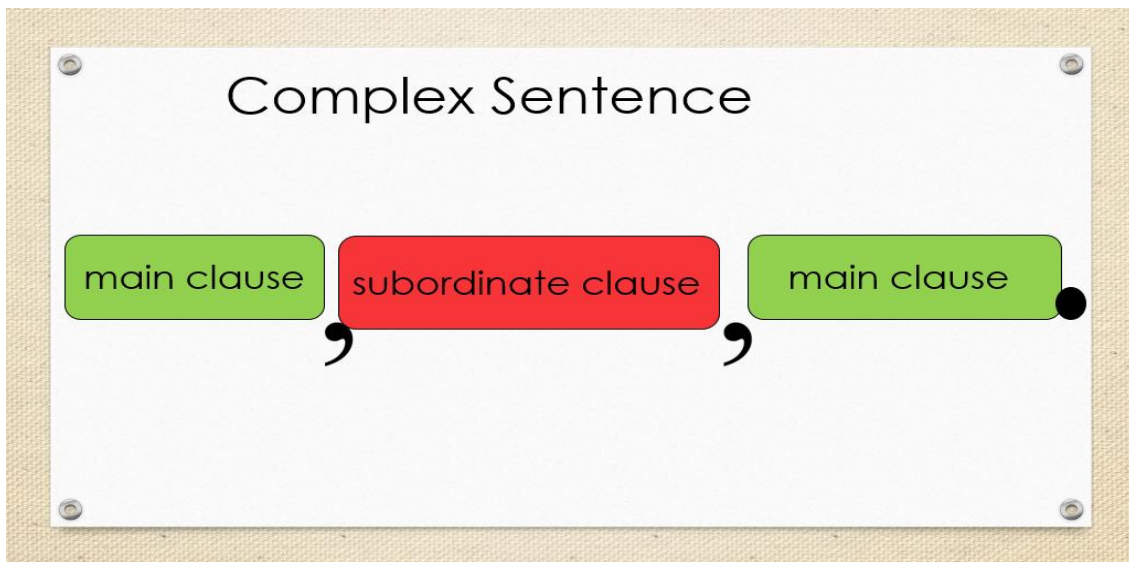 Complex Sentence
main clause, subordinate clause, main clause.